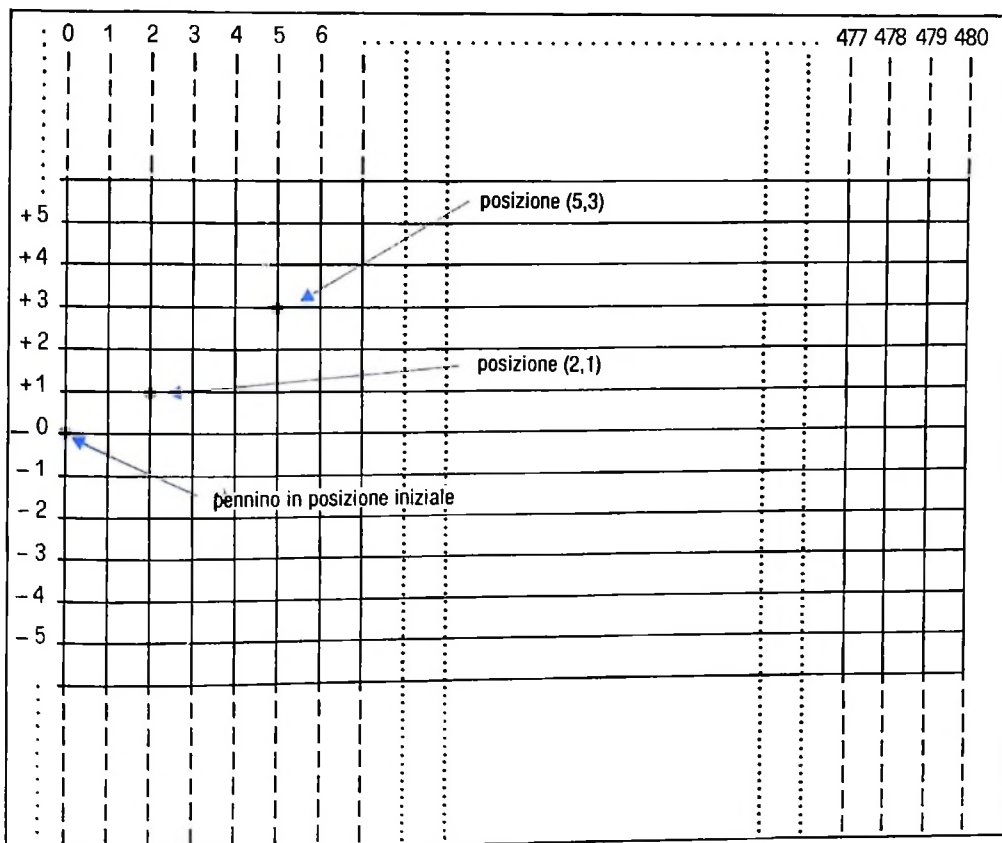 0 1 2 3 4 5 6 477 478 479 480
+5
posizione (5,3)
+4
+3
+2
posizione (2,1)
+1
0
−1
pennino in posizione iniziale
−2
−3
−4
−5